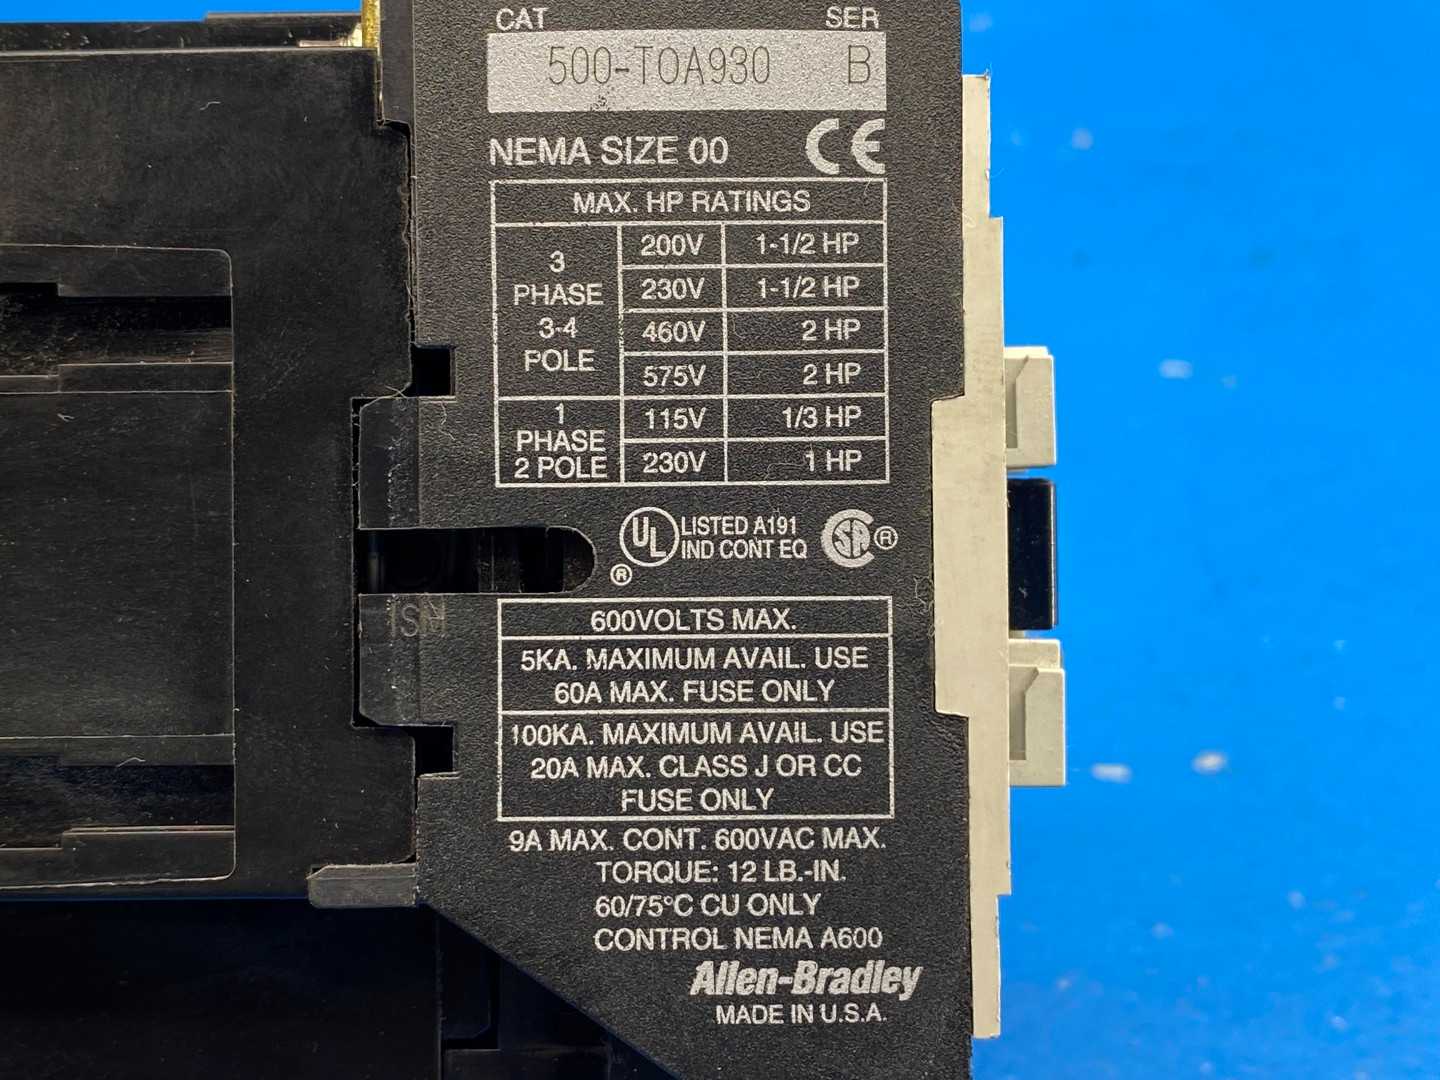 CAT SER
500-TOA930 B
NEMA SIZE 00 CE
MAX. HP RATINGS
3 PHASE 3-4 POLE
200V 1-1/2 HP
230V 1-1/2 HP
460V 2 HP
575V 2 HP
1 PHASE 2 POLE
115V 1/3 HP
230V 1 HP
UL ® LISTED A191
IND CONT EQ
CSA ®
600VOLTS MAX.
5KA. MAXIMUM AVAIL. USE
60A MAX. FUSE ONLY
100KA. MAXIMUM AVAIL. USE
20A MAX. CLASS J OR CC
FUSE ONLY
9A MAX. CONT. 600VAC MAX.
TORQUE: 12 LB.-IN.
60/75°C CU ONLY
CONTROL NEMA A600
Allen-Bradley
MADE IN U.S.A.